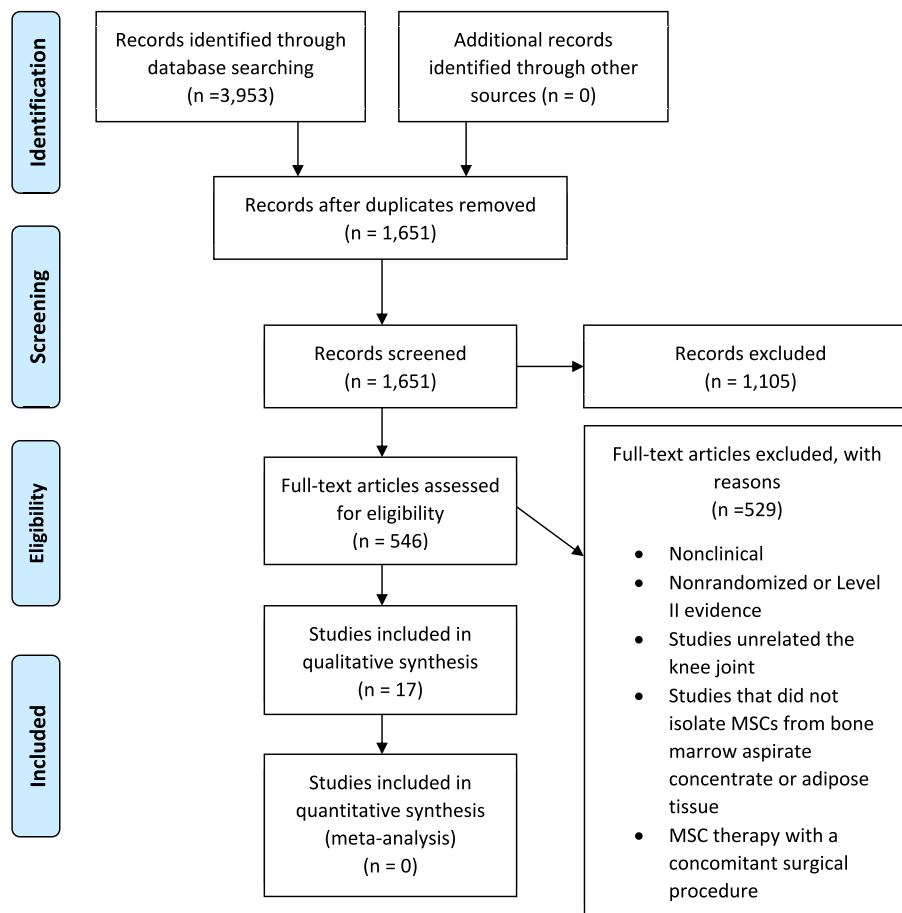 Identification
Records identified through
database searching
(n =3,953)
Additional records
identified through other
sources (n = 0)
Records after duplicates removed
(n = 1,651)
Screening
Records screened
(n = 1,651)
Records excluded
(n = 1,105)
Eligibility
Full-text articles assessed
for eligibility
(n = 546)
Full-text articles excluded, with
reasons
(n =529)
• Nonclinical
• Nonrandomized or Level
II evidence
• Studies unrelated the
knee joint
• Studies that did not
isolate MSCs from bone
marrow aspirate
concentrate or adipose
tissue
• MSC therapy with a
concomitant surgical
procedure
Included
Studies included in
qualitative synthesis
(n = 17)
Studies included in
quantitative synthesis
(meta-analysis)
(n = 0)